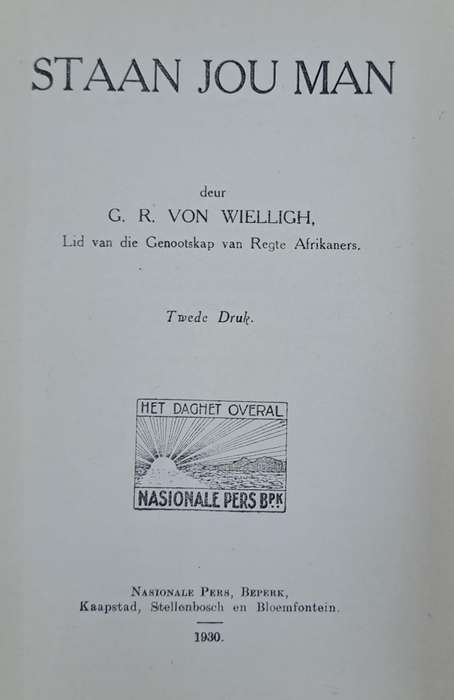 STAAN JOU MAN
deur
G. R. VON WIELLIGH,
Lid van die Genootskap van Regte Afrikaners.
Twede Druk.
HET DAGHET OVERAL
NASIONALE PERS BPK
NASIONALE PERS, BEPERK,
Kaapstad, Stellenbosch en Bloemfontein.
1930.